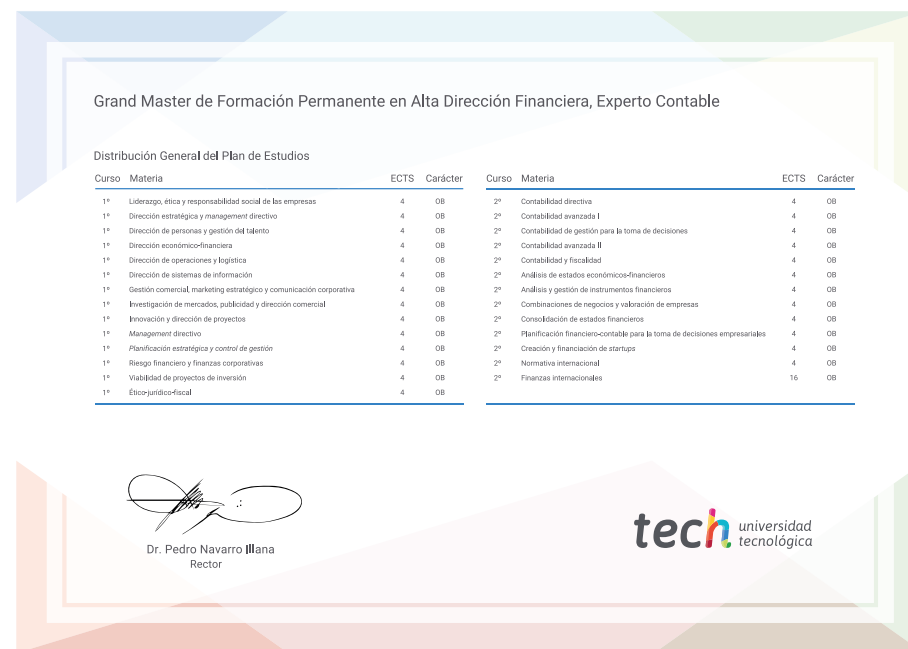 Grand Master de Formación Permanente en Alta Dirección Financiera, Experto Contable
Distribución General del Plan de Estudios
Curso Materia ECTS Carácter
1º Liderazgo, ética y responsabilidad social de las empresas 4 OB
1º Dirección estratégica y management directivo 4 OB
1º Dirección de personas y gestión del talento 4 OB
1º Dirección económico-financiera 4 OB
1º Dirección de operaciones y logística 4 OB
1º Dirección de sistemas de información 4 OB
1º Gestión comercial, marketing estratégico y comunicación corporativa 4 OB
1º Investigación de mercados, publicidad y dirección comercial 4 OB
1º Innovación y dirección de proyectos 4 OB
1º Management directivo 4 OB
1º Planificación estratégica y control de gestión 4 OB
1º Riesgo financiero y finanzas corporativas 4 OB
1º Viabilidad de proyectos de inversión 4 OB
1º Ético-jurídico-fiscal 4 OB
Curso Materia ECTS Carácter
2º Contabilidad directiva 4 OB
2º Contabilidad avanzada I 4 OB
2º Contabilidad de gestión para la toma de decisiones 4 OB
2º Contabilidad avanzada II 4 OB
2º Contabilidad y fiscalidad 4 OB
2º Análisis de estados económicos-financieros 4 OB
2º Análisis y gestión de instrumentos financieros 4 OB
2º Combinaciones de negocios y valoración de empresas 4 OB
2º Consolidación de estados financieros 4 OB
2º Planificación financiero-contable para la toma de decisiones empresariales 4 OB
2º Creación y financiación de startups 4 OB
2º Normativa internacional 4 OB
2º Finanzas internacionales 16 OB
Dr. Pedro Navarro Illana
Rector
tech universidad
tecnológica